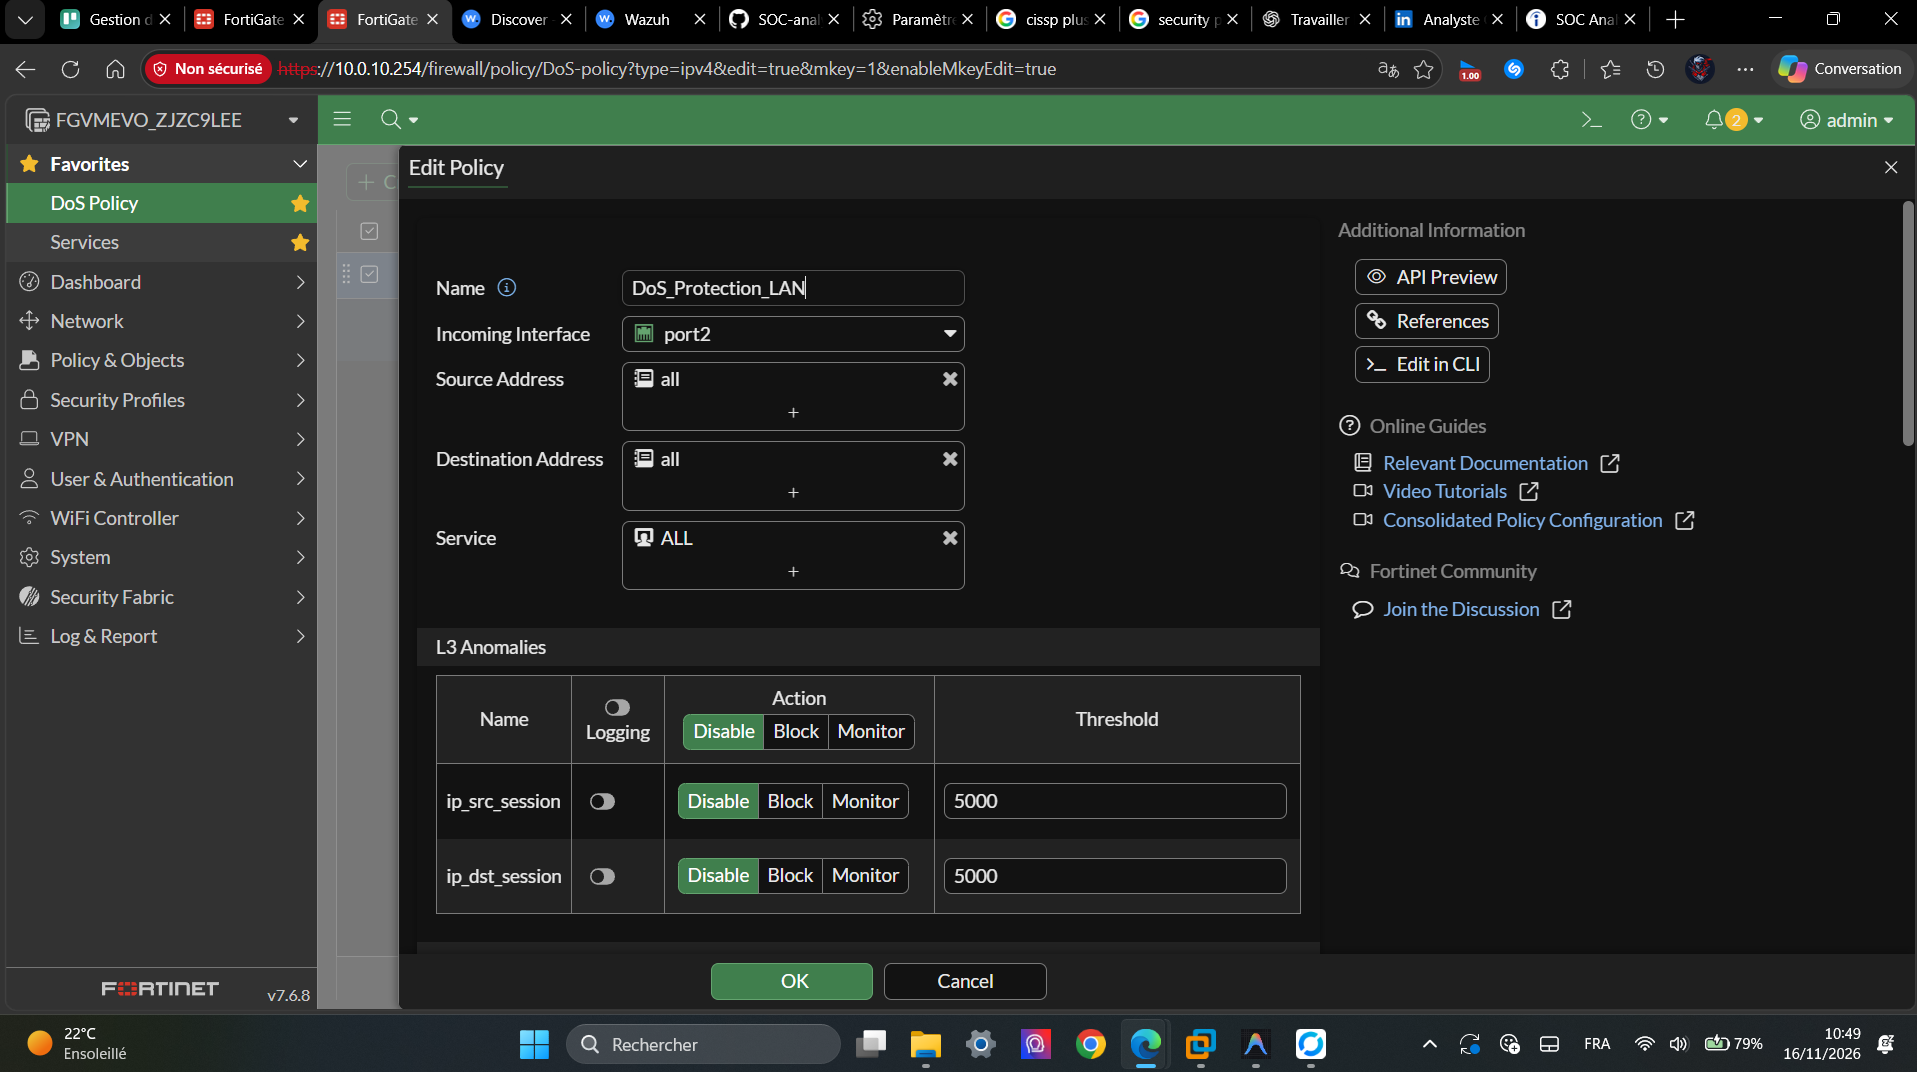 Gestion d
FortiGate
FortiGate
Discover
Wazuh
SOC-anal
Paramètre
cissp plus
security p
Travailler
Analyste
SOC Anal
Non sécurisé
https://10.0.10.254/firewall/policy/DoS-policy?type=ipv4&edit=true&mkey=1&enableMkeyEdit=true
1.00
Conversation
FGVMEVO_ZJZC9LEE
2
admin
Favorites
DoS Policy
Services
Dashboard
Network
Policy & Objects
Security Profiles
VPN
User & Authentication
WiFi Controller
System
Security Fabric
Log & Report
FORTINET
v7.6.8
C
Edit Policy
Name
DoS_Protection_LAN
Incoming Interface
port2
Source Address
all
+
Destination Address
all
+
Service
ALL
+
L3 Anomalies
Name
Logging
Action
Disable Block Monitor
Threshold
ip_src_session
Disable Block Monitor
5000
ip_dst_session
Disable Block Monitor
5000
OK
Cancel
Additional Information
API Preview
References
Edit in CLI
Online Guides
Relevant Documentation
Video Tutorials
Consolidated Policy Configuration
Fortinet Community
Join the Discussion
22°C
Ensoleillé
Rechercher
FRA
79%
10:49
16/11/2026